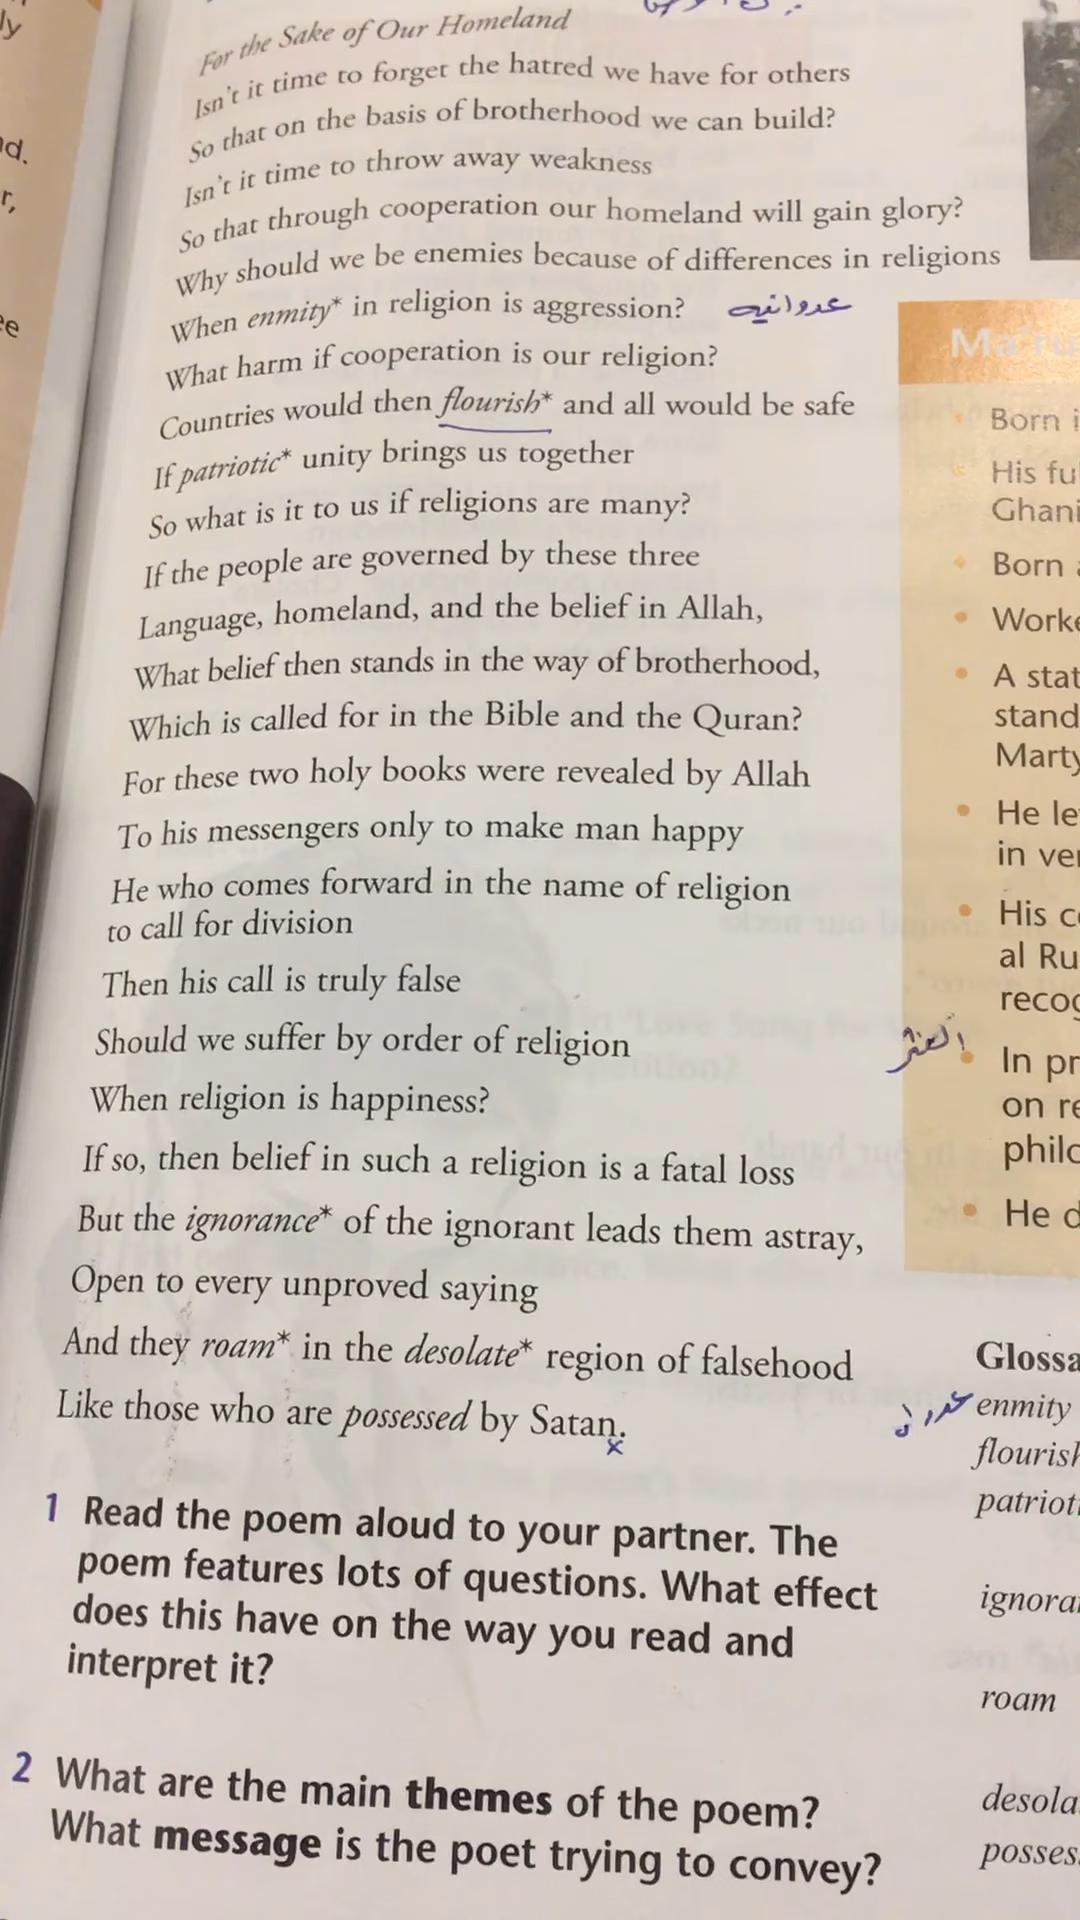 For the Sake of Our Homeland
Isn't it time to forget the hatred we have for others
So that on the basis of brotherhood we can build?
Isn't it time to throw away weakness
So that through cooperation our homeland will gain glory?
Why should we be enemies because of differences in religions
When enmity* in religion is aggression? عدوانيه
What harm if cooperation is our religion?
Countries would then flourish* and all would be safe
If patriotic* unity brings us together
So what is it to us if religions are many?
If the people are governed by these three
Language, homeland, and the belief in Allah,
What belief then stands in the way of brotherhood,
Which is called for in the Bible and the Quran?
For these two holy books were revealed by Allah
To his messengers only to make man happy
He who comes forward in the name of religion
to call for division
Then his call is truly false
Should we suffer by order of religion
When religion is happiness?
If so, then belief in such a religion is a fatal loss
But the ignorance* of the ignorant leads them astray,
Open to every unproved saying
And they roam* in the desolate* region of falsehood
Like those who are possessed by Satan.
1 Read the poem aloud to your partner. The
poem features lots of questions. What effect
does this have on the way you read and
interpret it?
2 What are the main themes of the poem?
What message is the poet trying to convey?
Ma'ru
Born i
His fu
Ghani
Born
Worke
A stat
stand
Marty
He le
in ver
His c
al Ru
recog
In pr
on re
philo
He d
Glossa
enmity
flourish
patrioti
ignora
roam
desola
posses